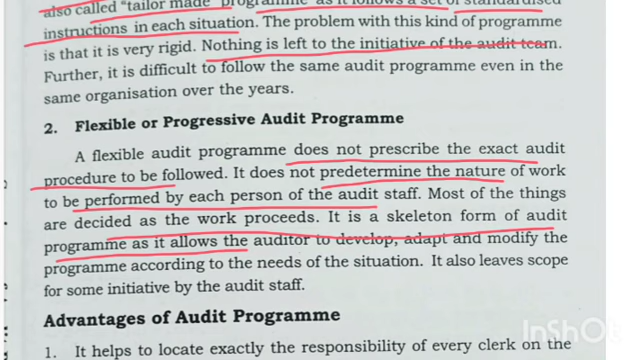 also called "tailor made" programme as it follows a set of standardised
instructions in each situation. The problem with this kind of programme
is that it is very rigid. Nothing is left to the initiative of the audit team.
Further, it is difficult to follow the same audit programme even in the
same organisation over the years.
2. Flexible or Progressive Audit Programme
A flexible audit programme does not prescribe the exact audit
procedure to be followed. It does not predetermine the nature of work
to be performed by each person of the audit staff. Most of the things
are decided as the work proceeds. It is a skeleton form of audit
programme as it allows the auditor to develop, adapt and modify the
programme according to the needs of the situation. It also leaves scope
for some initiative by the audit staff.
Advantages of Audit Programme
1. It helps to locate exactly the responsibility of every clerk on the
InShOt